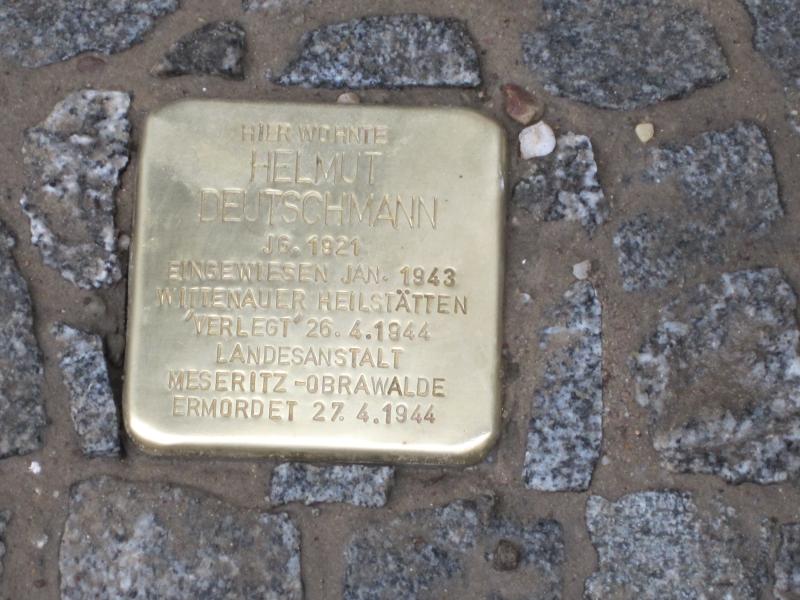 HIER WOHNTE
HELMUT
DEUTSCHMANN
JG. 1921
EINGEWIESEN JAN. 1943
WITTENAUER HEILSTÄTTEN
'VERLEGT' 26.4.1944
LANDESANSTALT
MESERITZ-OBRAWALDE
ERMORDET 27.4.1944